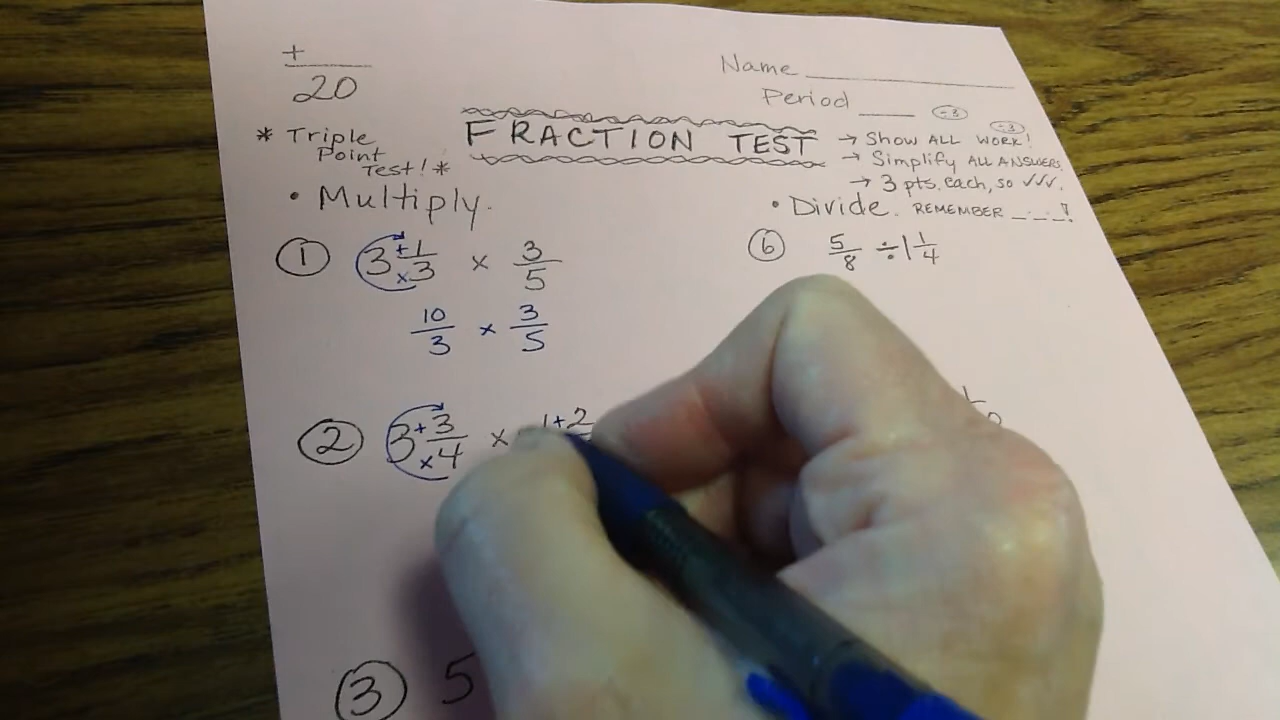 +
20
Name
Period
-3
-3
* Triple
Point
Test! *
FRACTION TEST
→ Show ALL WORK!
→ Simplify ALL ANSWERS
→ 3 pts. each, so ✓✓✓.
• Multiply.
• Divide. REMEMBER _._._!
① 3 + 1/3 × 3/5
x
10/3 × 3/5
② 3 + 3/4 × 1 + 2
x
③ 5
⑥ 5/8 ÷ 1 1/4